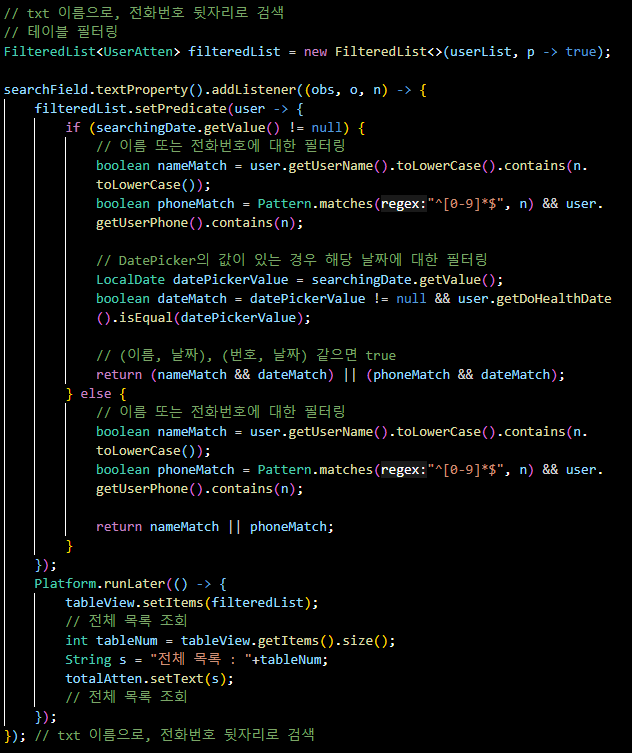 // txt 이름으로, 전화번호 뒷자리로 검색
// 테이블 필터링
FilteredList<UserAtten> filteredList = new FilteredList<>(userList, p -> true);
searchField.textProperty().addListener((obs, o, n) -> {
filteredList.setPredicate(user -> {
if (searchingDate.getValue() != null) {
// 이름 또는 전화번호에 대한 필터링
boolean nameMatch = user.getUserName().toLowerCase().contains(n.
toLowerCase());
boolean phoneMatch = Pattern.matches(regex:"^[0-9]*$", n) && user.
getUserPhone().contains(n);
// DatePicker의 값이 있는 경우 해당 날짜에 대한 필터링
LocalDate datePickerValue = searchingDate.getValue();
boolean dateMatch = datePickerValue != null && user.getDoHealthDate
().isEqual(datePickerValue);
// (이름, 날짜), (번호, 날짜) 같으면 true
return (nameMatch && dateMatch) || (phoneMatch && dateMatch);
} else {
// 이름 또는 전화번호에 대한 필터링
boolean nameMatch = user.getUserName().toLowerCase().contains(n.
toLowerCase());
boolean phoneMatch = Pattern.matches(regex:"^[0-9]*$", n) && user.
getUserPhone().contains(n);
return nameMatch || phoneMatch;
}
});
Platform.runLater(() -> {
tableView.setItems(filteredList);
// 전체 목록 조회
int tableNum = tableView.getItems().size();
String s = "전체 목록 : "+tableNum;
totalAtten.setText(s);
// 전체 목록 조회
});
}); // txt 이름으로, 전화번호 뒷자리로 검색